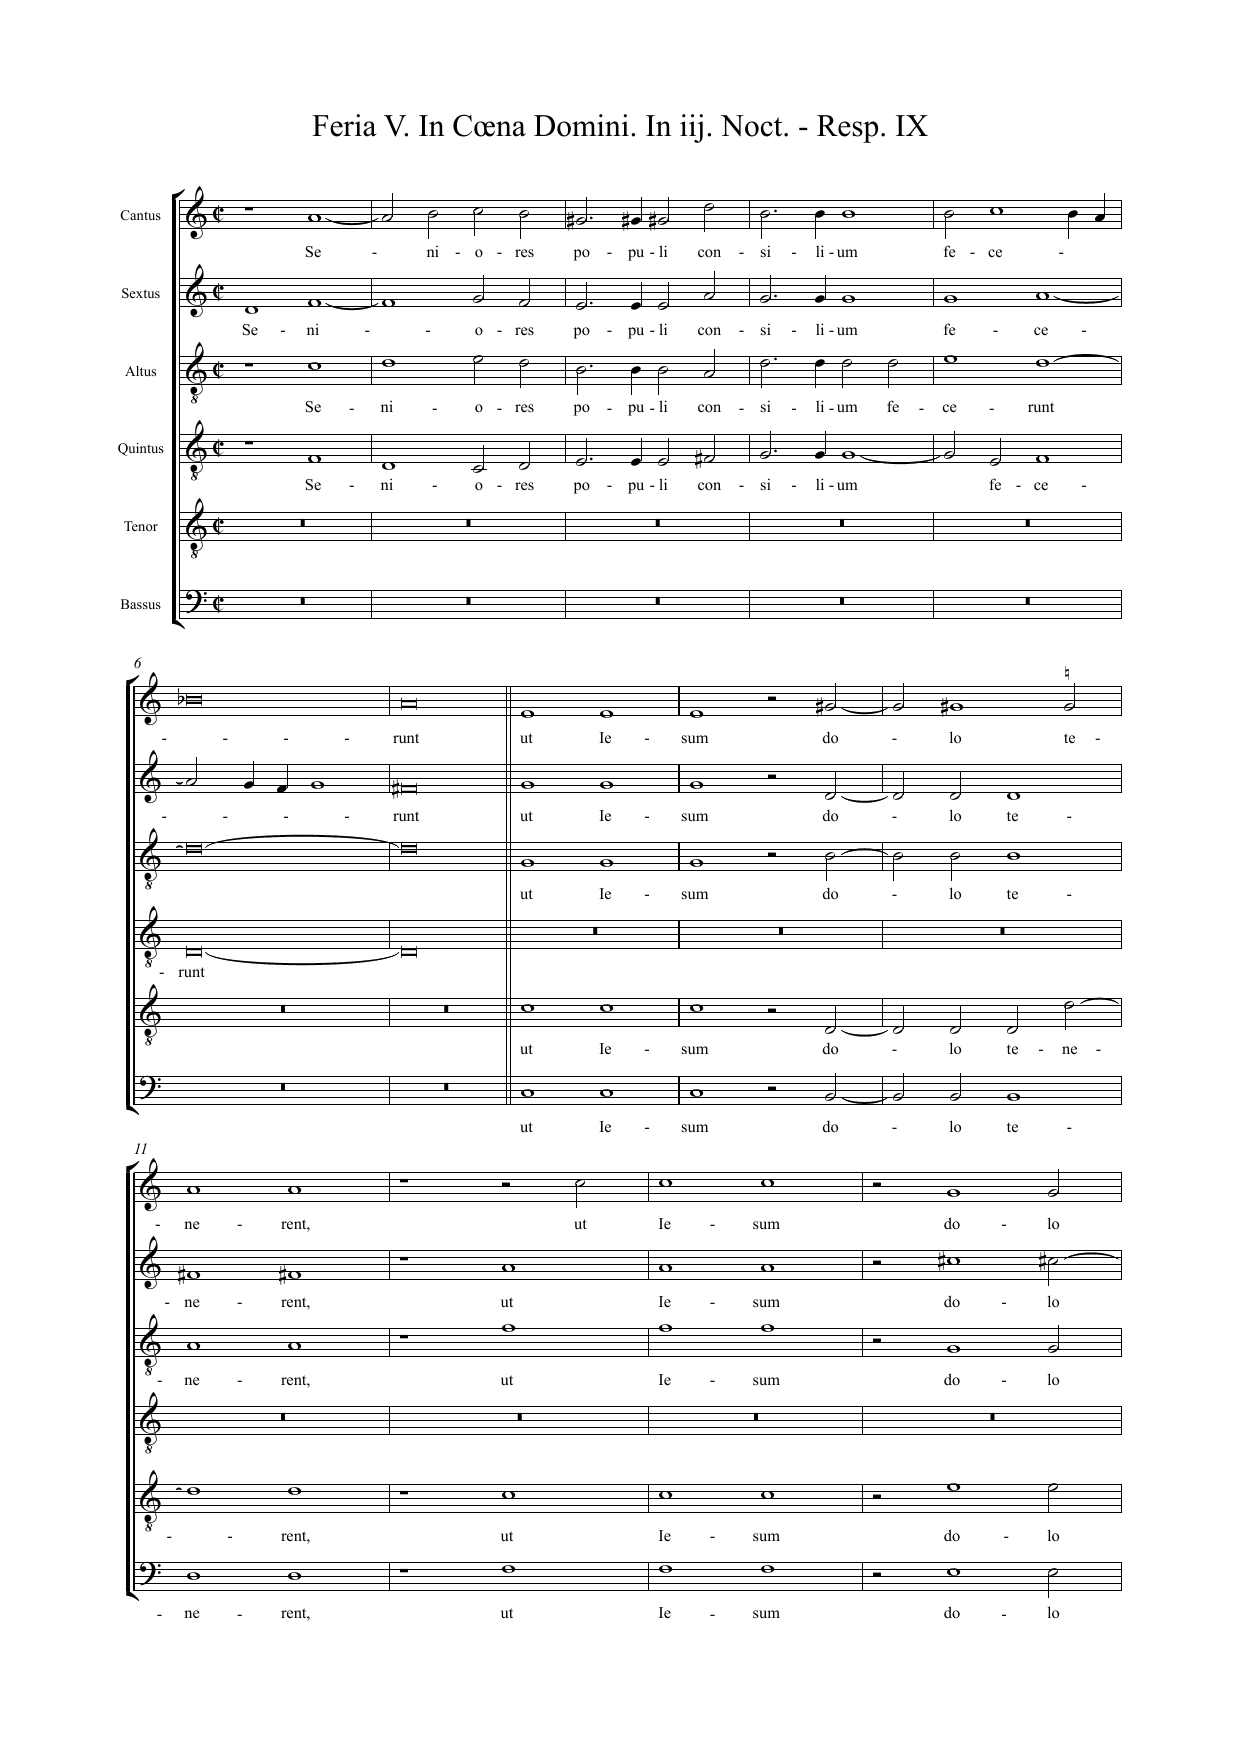 Feria V. In Cœna Domini. In iij. Noct. - Resp. IX
Cantus
Se - ni - o - res po - pu - li con - si - li - um fe - ce -
Sextus
Se - ni - - o - res po - pu - li con - si - li - um fe - ce -
Altus
Se - ni - o - res po - pu - li con - si - li - um fe - ce - runt
Quintus
Se - ni - o - res po - pu - li con - si - li - um fe - ce -
Tenor
Bassus
6
- - - - runt ut Ie - sum do - lo te -
- - - - runt ut Ie - sum do - lo te -
ut Ie - sum do - lo te -
- runt
ut Ie - sum do - lo te - ne -
ut Ie - sum do - lo te -
11
- ne - rent, ut Ie - sum do - lo
- ne - rent, ut Ie - sum do - lo
- ne - rent, ut Ie - sum do - lo
- - rent, ut Ie - sum do - lo
- ne - rent, ut Ie - sum do - lo